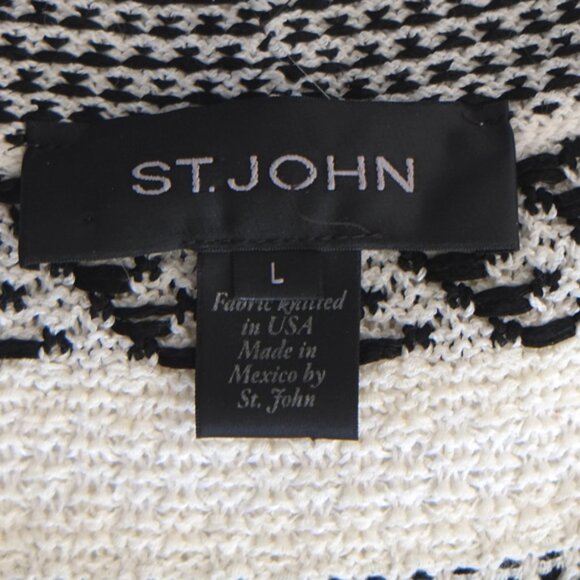 ST. JOHN
L
Fabric knitted
in USA
Made in
Mexico by
St. John